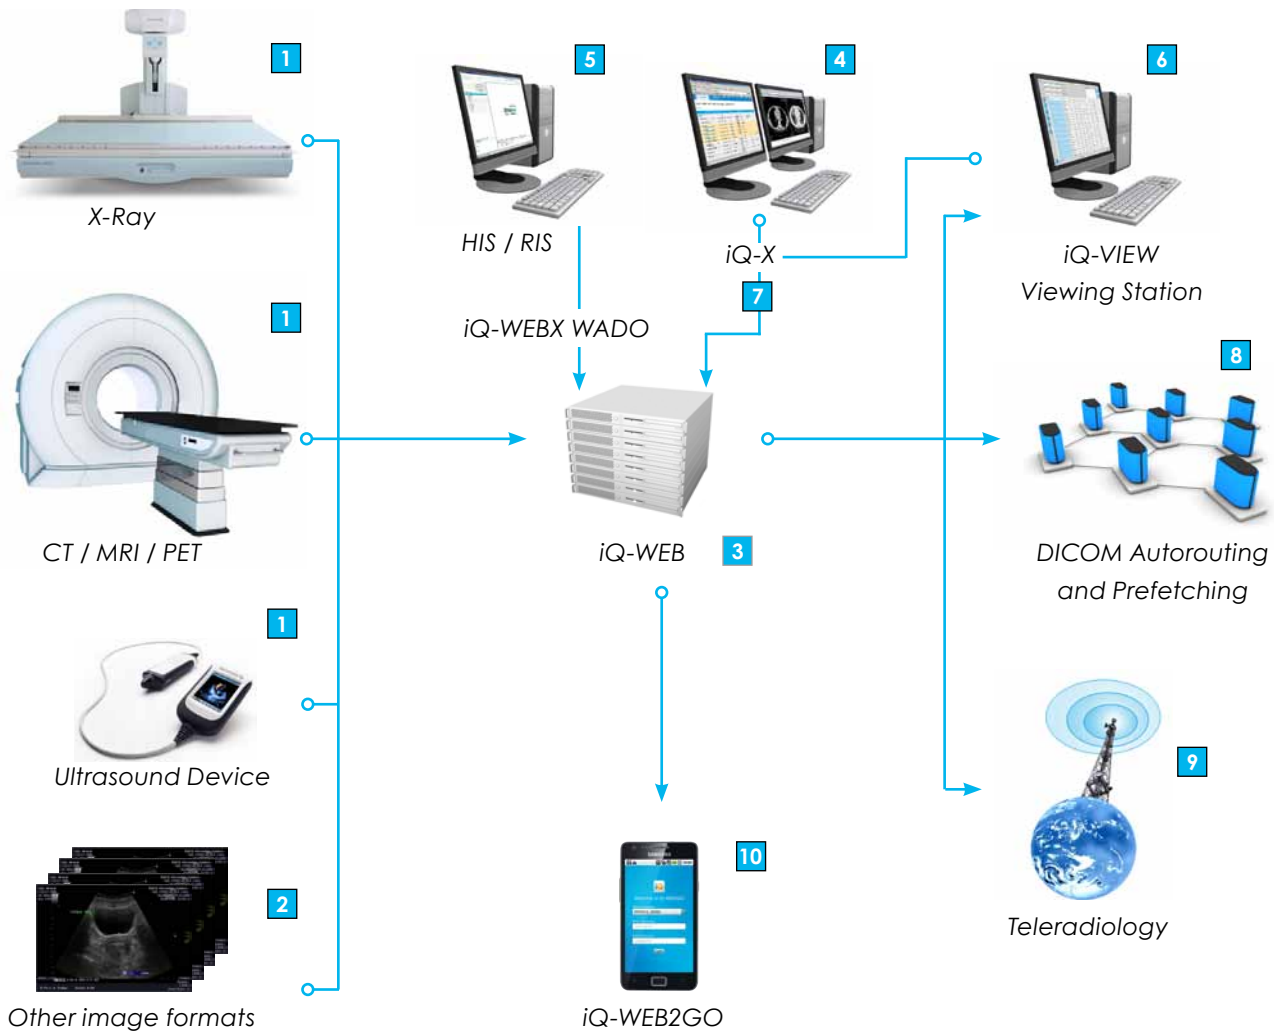 1
5
4
6
X-Ray
HIS / RIS
iQ-X
iQ-VIEW
Viewing Station
1
7
iQ-WEBX WADO
8
CT / MRI / PET
iQ-WEB
3
DICOM Autorouting
and Prefetching
1
Ultrasound Device
9
10
2
Teleradiology
Other image formats
iQ-WEB2GO